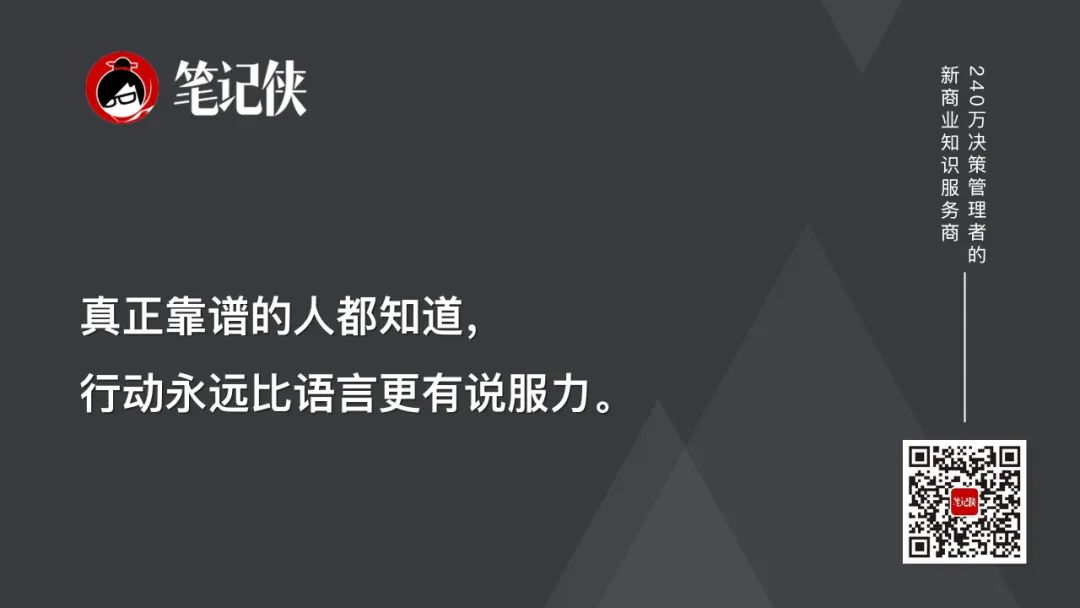 笔记侠
240万决策管理者的
新商业知识服务商
真正靠谱的人都知道，
行动永远比语言更有说服力。
笔记侠